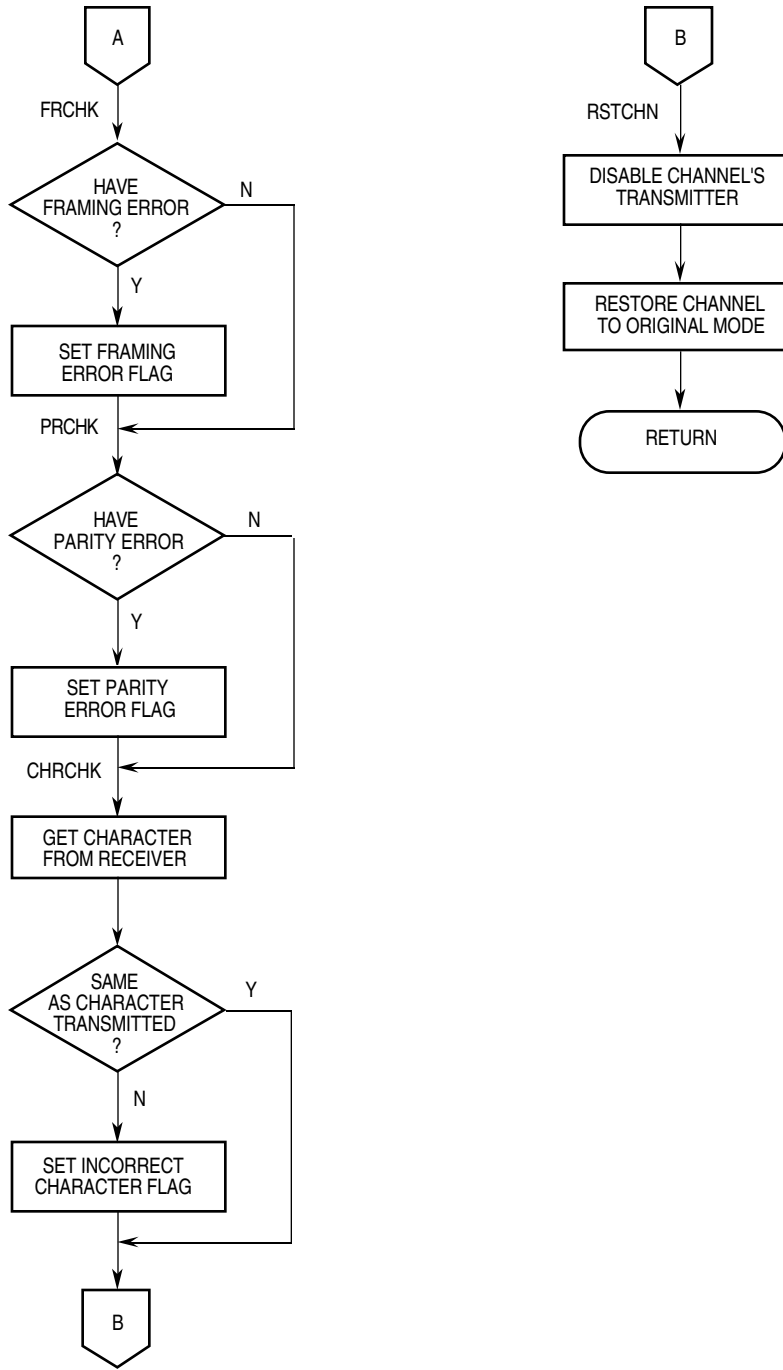 A
FRCHK
HAVE
FRAMING ERROR
?
N
Y
SET FRAMING
ERROR FLAG
PRCHK
HAVE
PARITY ERROR
?
N
Y
SET PARITY
ERROR FLAG
CHRCHK
GET CHARACTER
FROM RECEIVER
SAME
AS CHARACTER
TRANSMITTED
?
Y
N
SET INCORRECT
CHARACTER FLAG
B
B
RSTCHN
DISABLE CHANNEL'S
TRANSMITTER
RESTORE CHANNEL
TO ORIGINAL MODE
RETURN